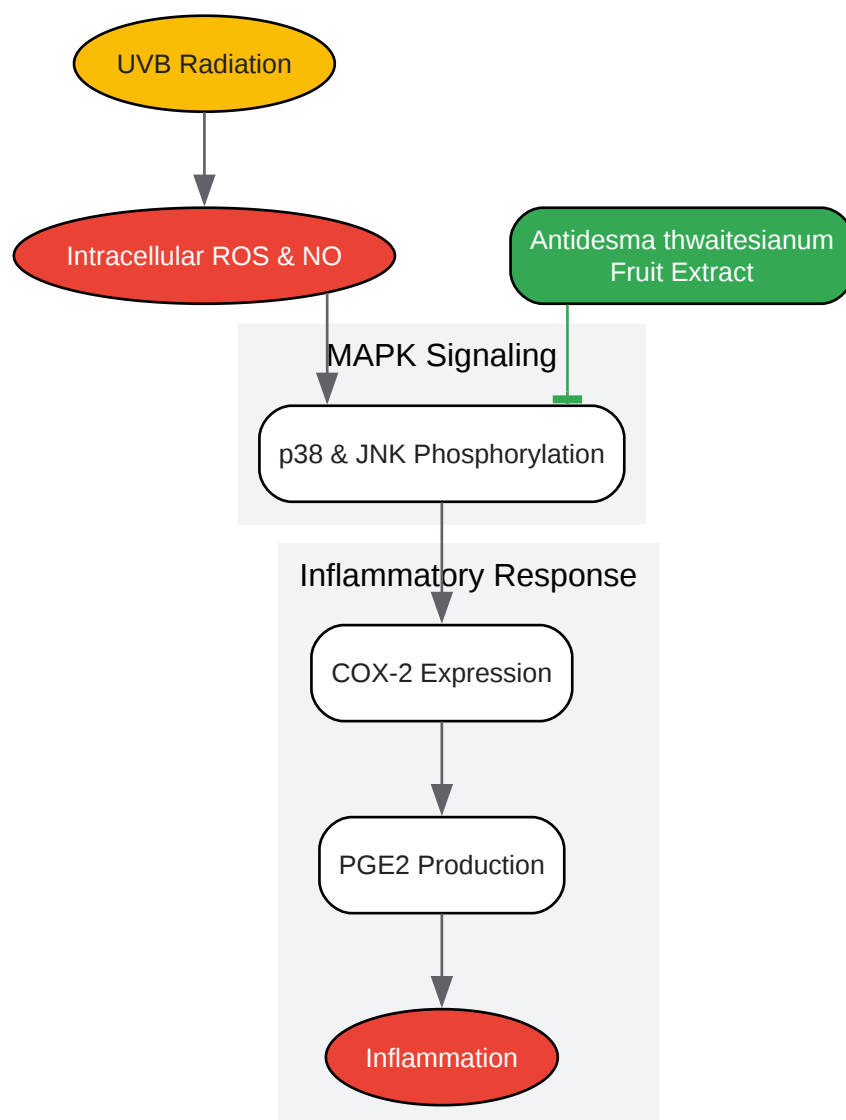 UVB Radiation
Intracellular ROS & NO
Antidesma thwaitesianum
Fruit Extract
MAPK Signaling
p38 & JNK Phosphorylation
Inflammatory Response
COX-2 Expression
PGE2 Production
Inflammation